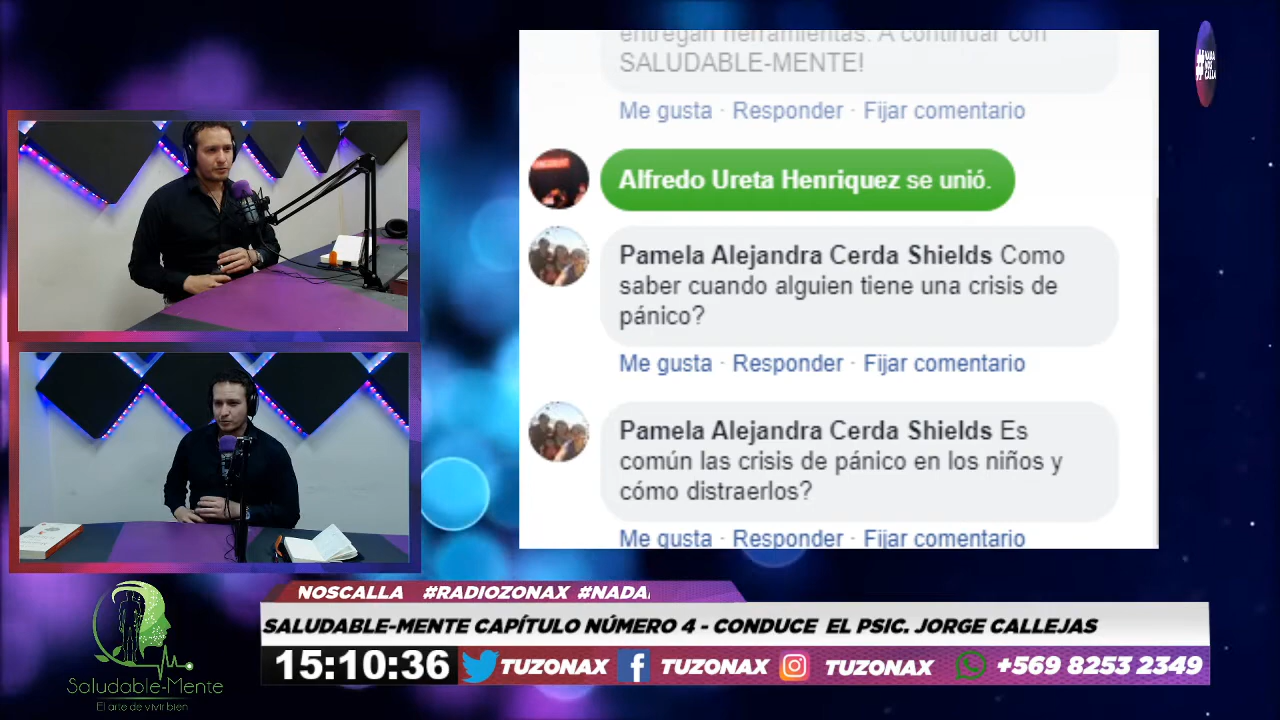 entregan herramientas. A continuar con
SALUDABLE-MENTE!
Me gusta · Responder · Fijar comentario
Alfredo Ureta Henriquez se unió.
Pamela Alejandra Cerda Shields Como
saber cuando alguien tiene una crisis de
pánico?
Me gusta · Responder · Fijar comentario
Pamela Alejandra Cerda Shields Es
común las crisis de pánico en los niños y
cómo distraerlos?
Me gusta · Responder · Fijar comentario
NOSCALLA #RADIOZONAX #NADA
SALUDABLE-MENTE CAPÍTULO NÚMERO 4 - CONDUCE EL PSIC. JORGE CALLEJAS
15:10:36 TUZONAX TUZONAX TUZONAX +569 8253 2349
Saludable-Mente
El arte de vivir bien